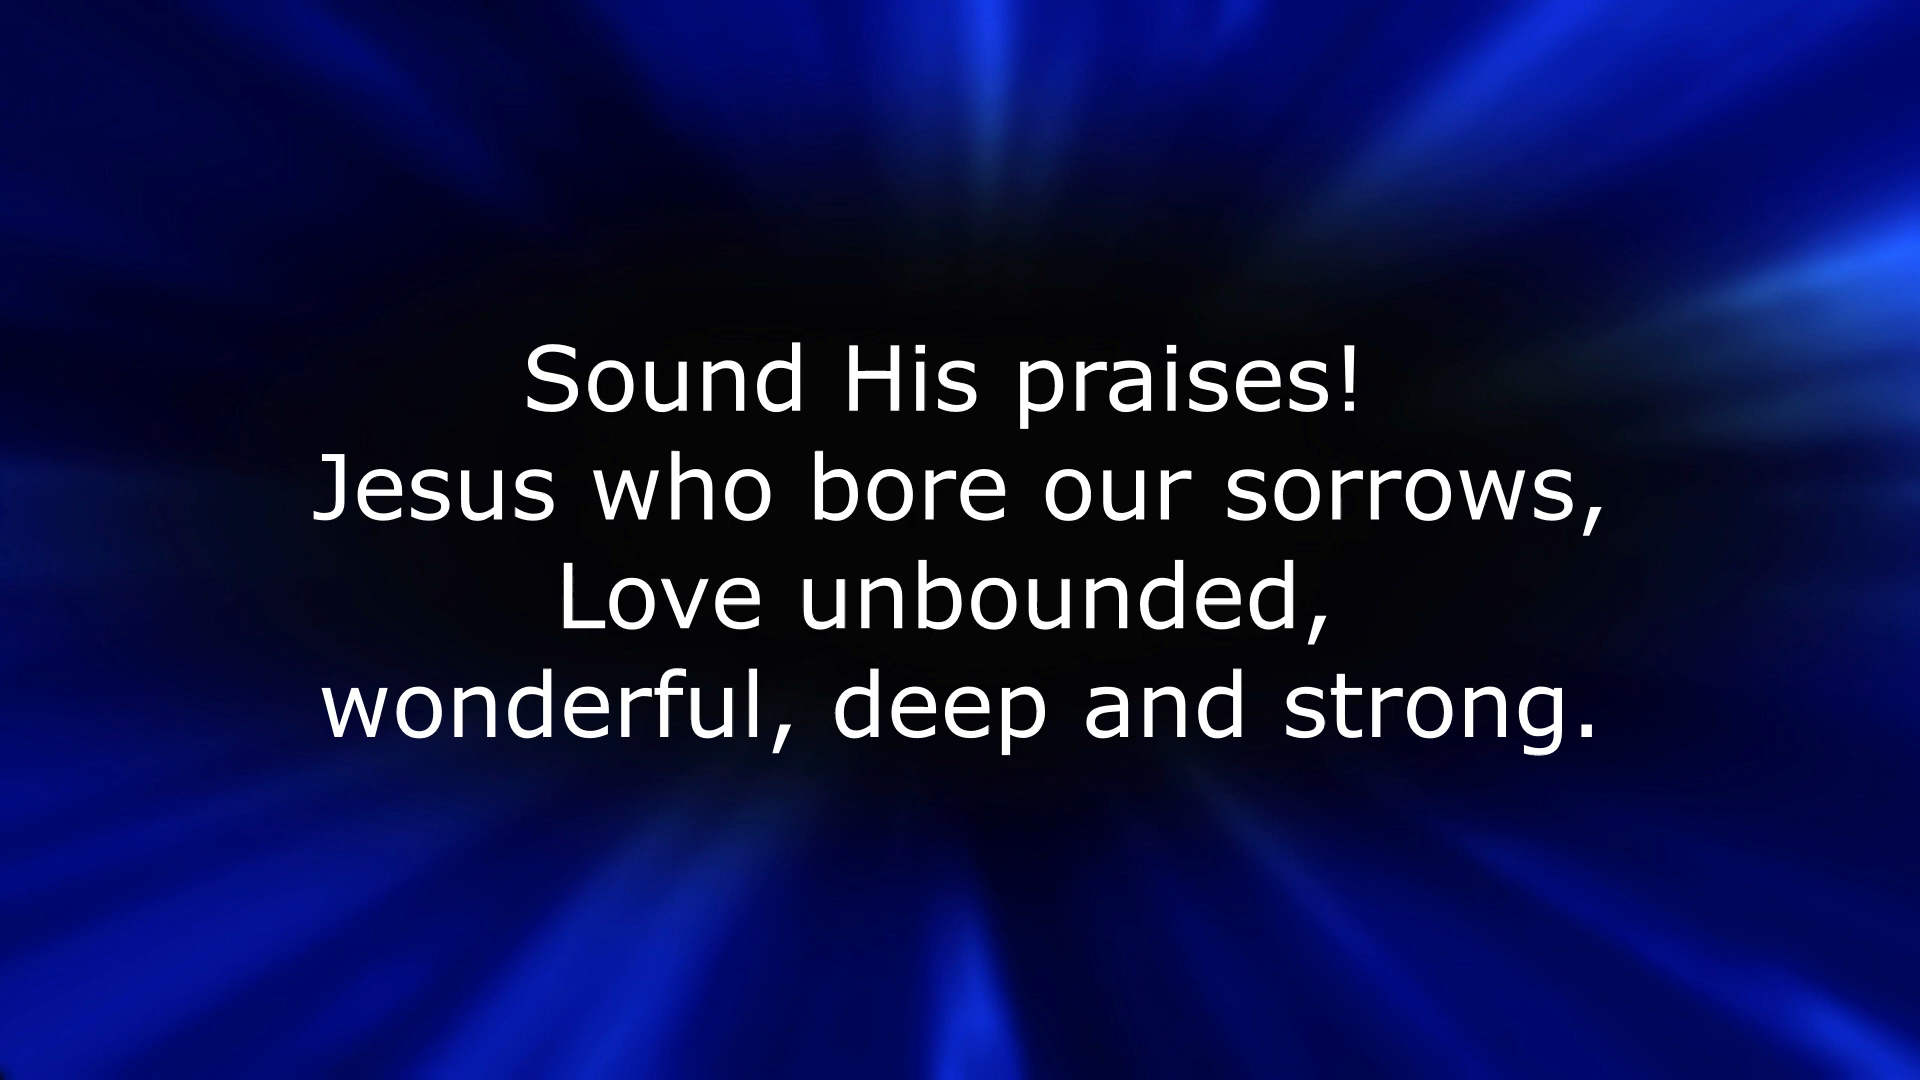 Sound His praises!
Jesus who bore our sorrows,
Love unbounded,
wonderful, deep and strong.